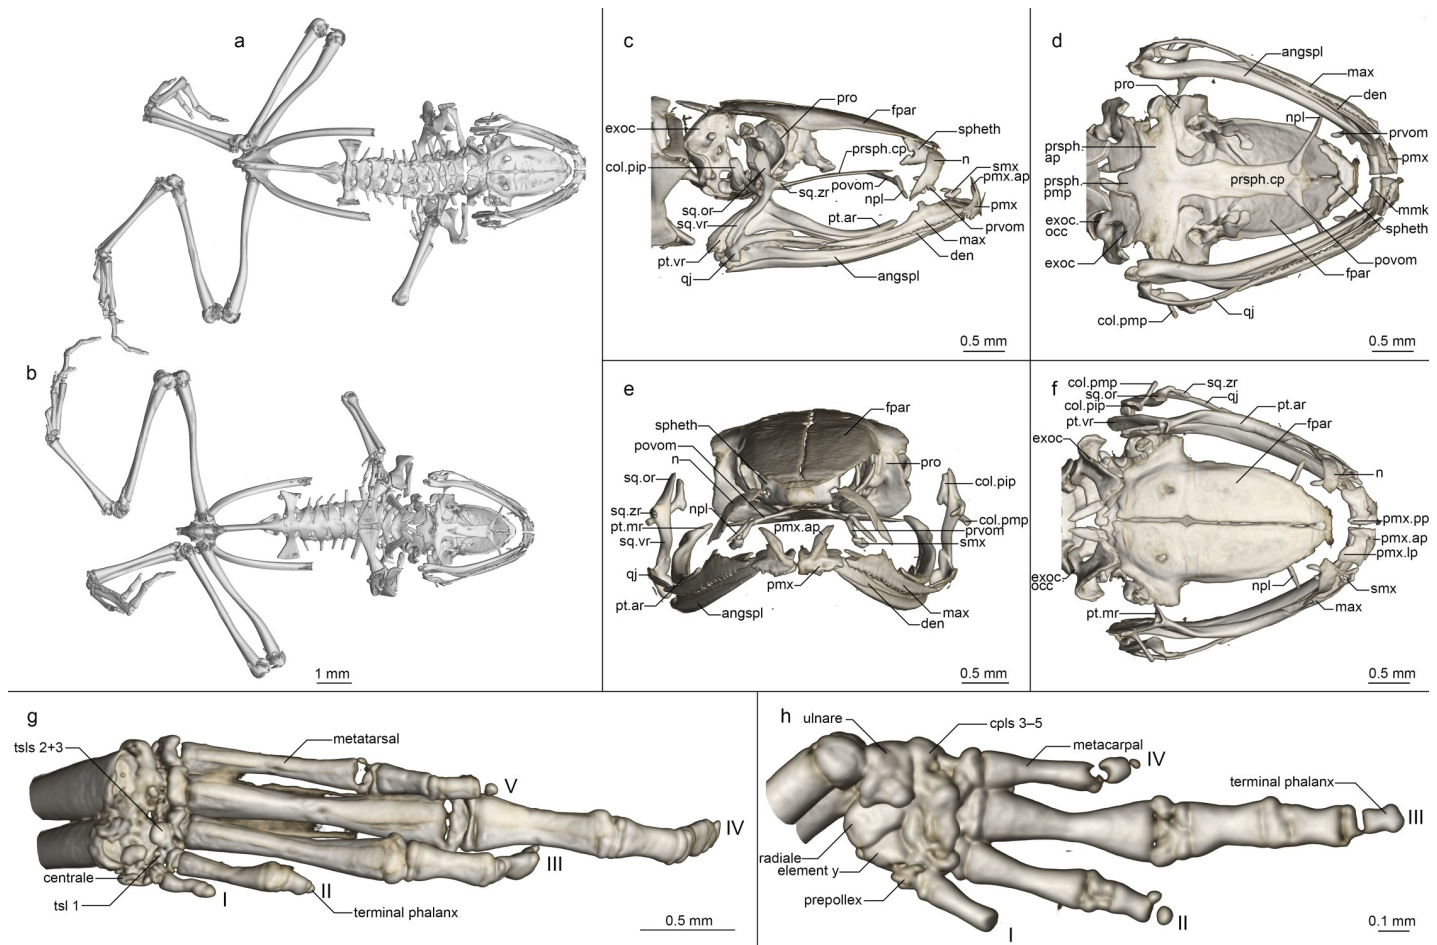 a
b
1 mm
c
pro
fpar
exoc
spheth
prsph.cp
n
smx
col.pip
pmx.ap
povom
sq.zr
npl
pmx
sq.or
sq.vr
pt.ar
prvom
max
pt.vr
den
qj
angspl
0.5 mm
d
angspl
max
pro
den
npl
prvom
prsph.
ap
pmx
prsph.
pmp
prsph.cp
mmk
exoc.
occ
spheth
exoc
povom
fpar
qj
col.pmp
0.5 mm
e
fpar
spheth
povom
n
pro
sq.or
col.pip
npl
sq.zr
col.pmp
pt.mr
pmx.ap
prvom
sq.vr
smx
qj
pmx
pt.ar
max
angspl
den
0.5 mm
f
col.pmp
sq.zr
sq.or
qj
col.pip
pt.ar
pt.vr
fpar
exoc
n
pmx.pp
pmx.ap
pmx.lp
exoc.
occ
npl
smx
max
pt.mr
0.5 mm
g
tsls 2+3
metatarsal
V
IV
III
centrale
II
I
tsl 1
terminal phalanx
0.5 mm
h
ulnare
cpls 3–5
metacarpal
IV
terminal phalanx
III
radiale
element y
prepollex
II
I
0.1 mm